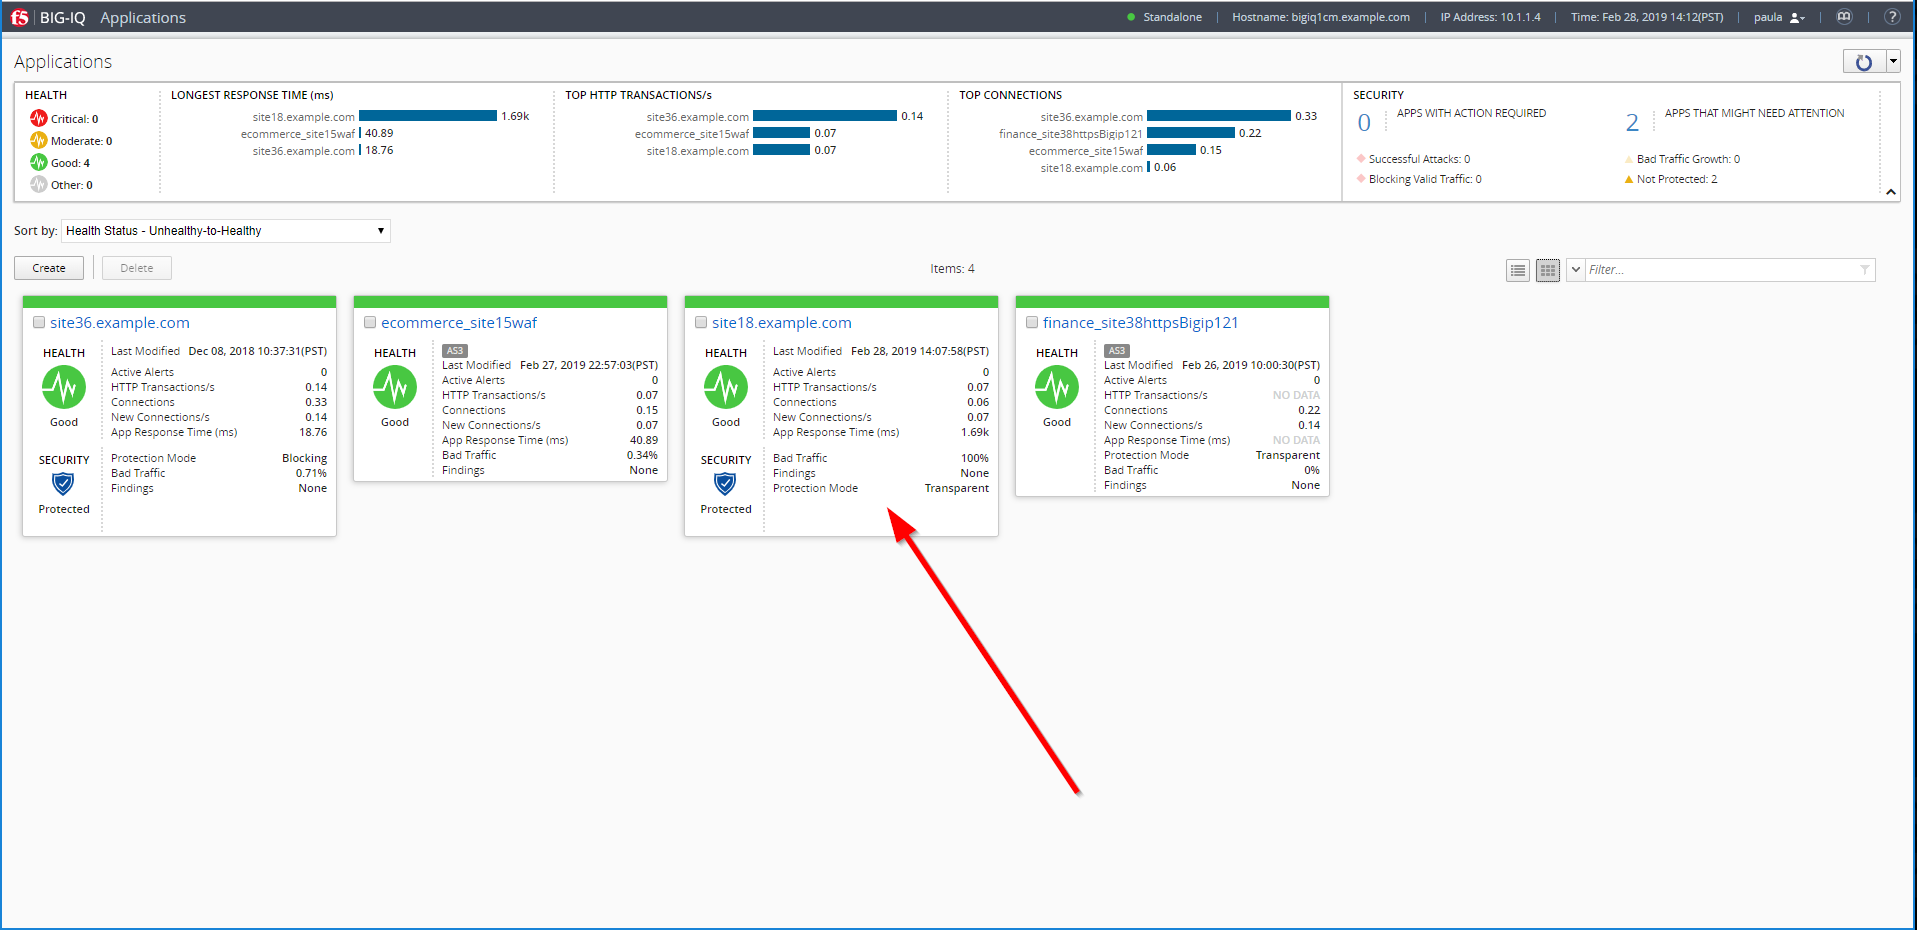 f5 BIG-IQ Applications Standalone Hostname: bigiq1cm.example.com IP Address: 10.1.1.4 Time: Feb 28, 2019 14:12(PST) paula ?
Applications
HEALTH
Critical: 0
Moderate: 0
Good: 4
Other: 0
LONGEST RESPONSE TIME (ms)
site18.example.com 1.69k
ecommerce_site15waf 40.89
site36.example.com 18.76
TOP HTTP TRANSACTIONS/s
site36.example.com 0.14
ecommerce_site15waf 0.07
site18.example.com 0.07
TOP CONNECTIONS
site36.example.com 0.33
finance_site38httpsBigip121 0.22
ecommerce_site15waf 0.15
site18.example.com 0.06
SECURITY
0 APPS WITH ACTION REQUIRED
Successful Attacks: 0
Blocking Valid Traffic: 0
2 APPS THAT MIGHT NEED ATTENTION
Bad Traffic Growth: 0
Not Protected: 2
Sort by: Health Status - Unhealthy-to-Healthy
Create Delete Items: 4 Filter...
site36.example.com
HEALTH
Good
Last Modified Dec 08, 2018 10:37:31(PST)
Active Alerts 0
HTTP Transactions/s 0.14
Connections 0.33
New Connections/s 0.14
App Response Time (ms) 18.76
SECURITY
Protected
Protection Mode Blocking
Bad Traffic 0.71%
Findings None
ecommerce_site15waf
HEALTH
Good
AS3
Last Modified Feb 27, 2019 22:57:03(PST)
Active Alerts 0
HTTP Transactions/s 0.07
Connections 0.15
New Connections/s 0.07
App Response Time (ms) 40.89
Bad Traffic 0.34%
Findings None
site18.example.com
HEALTH
Good
Last Modified Feb 28, 2019 14:07:58(PST)
Active Alerts 0
HTTP Transactions/s 0.07
Connections 0.06
New Connections/s 0.07
App Response Time (ms) 1.69k
SECURITY
Protected
Bad Traffic 100%
Findings None
Protection Mode Transparent
finance_site38httpsBigip121
HEALTH
Good
AS3
Last Modified Feb 26, 2019 10:00:30(PST)
Active Alerts 0
HTTP Transactions/s NO DATA
Connections 0.22
New Connections/s 0.14
App Response Time (ms) NO DATA
Protection Mode Transparent
Bad Traffic 0%
Findings None